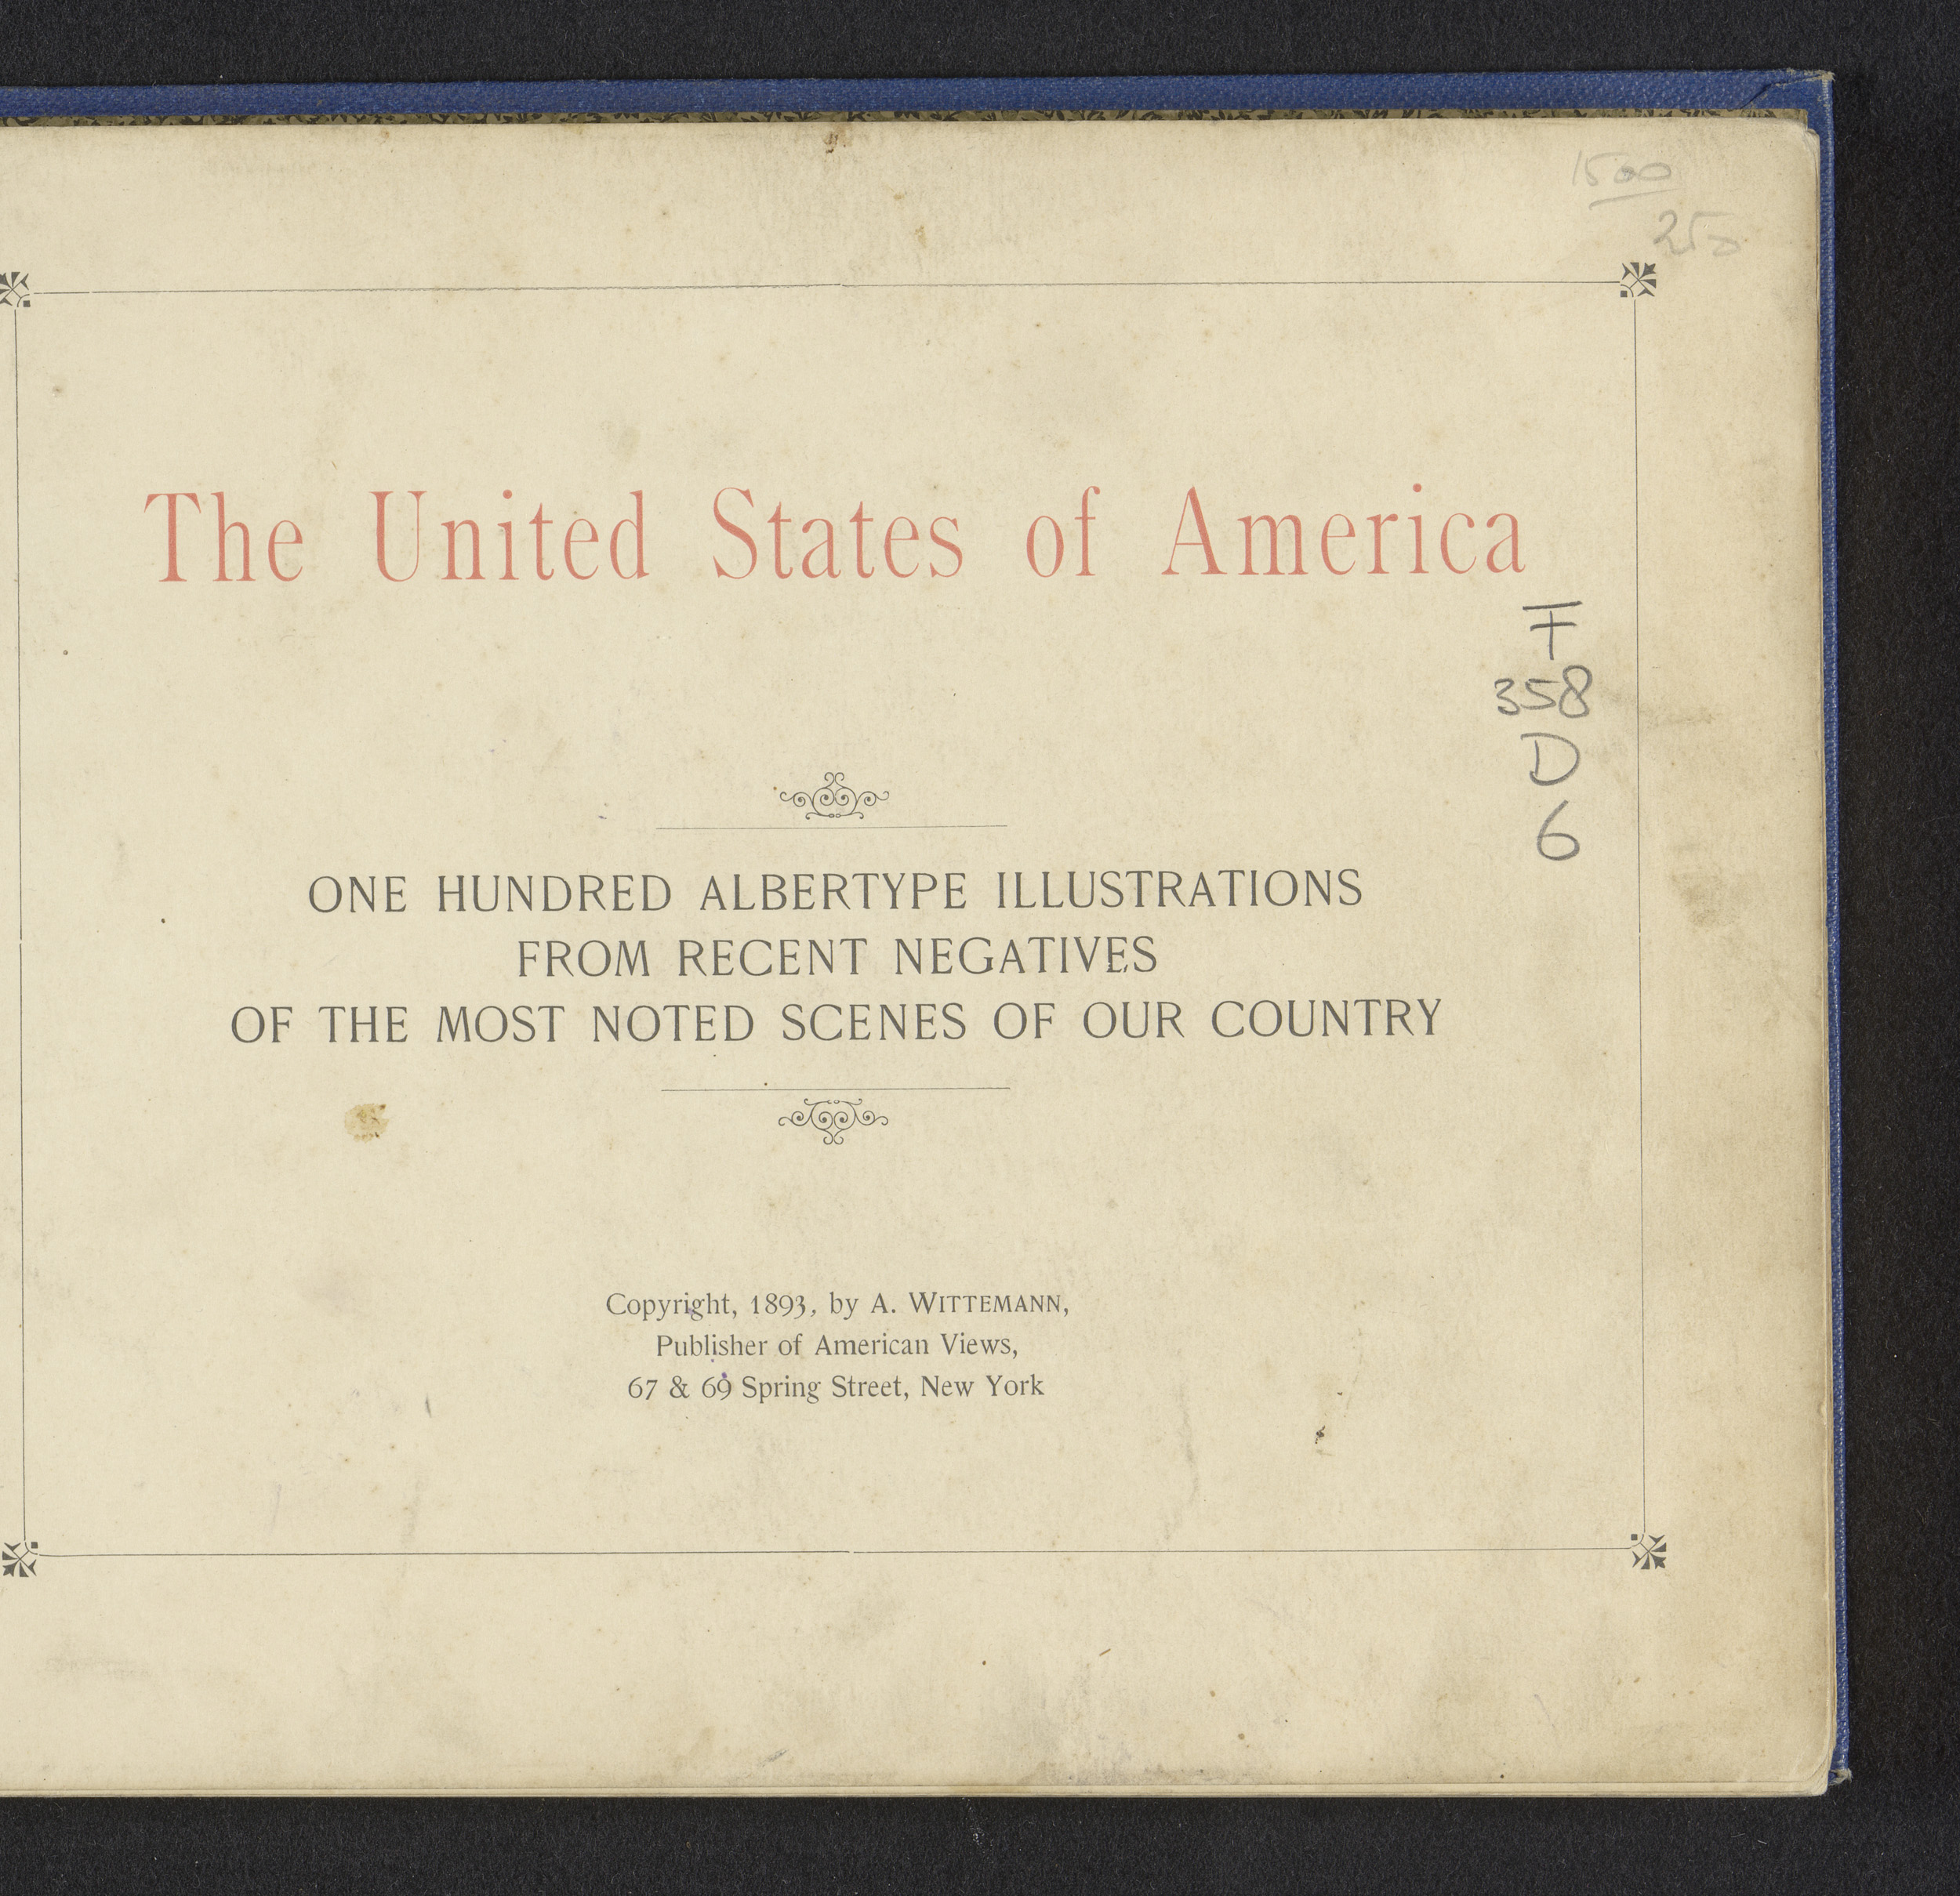 1500
250
The United States of America
F
358
D
6
ONE HUNDRED ALBERTYPE ILLUSTRATIONS
FROM RECENT NEGATIVES
OF THE MOST NOTED SCENES OF OUR COUNTRY
Copyright, 1893, by A. WITTEMANN,
Publisher of American Views,
67 & 69 Spring Street, New York